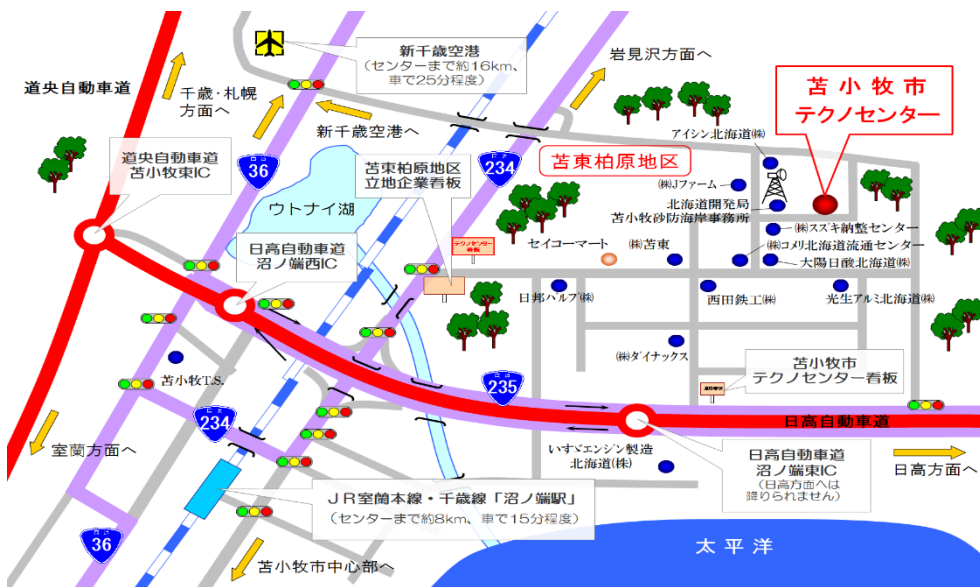 新千歳空港
(センターまで約16km、
車で25分程度)
岩見沢方面へ
道央自動車道
千歳・札幌
方面へ
新千歳空港へ
苫小牧市
テクノセンター
アイシン北海道㈱
道央自動車道
苫小牧東IC
36
苫東柏原地区
立地企業看板
234
苫東柏原地区
㈱Jファーム
北海道開発局
苫小牧砂防海岸事務所
ウトナイ湖
㈱スズキ納整センター
日高自動車道
沼ノ端西IC
テクノセンター
看板
セイコーマート
㈱苫東
㈱コメリ北海道流通センター
大陽日酸北海道㈱
日邦バルブ㈱
西田鉄工㈱
光生アルミ北海道㈱
㈱ダイナックス
苫小牧T.S.
苫小牧市
テクノセンター看板
235
234
日高自動車道
室蘭方面へ
いすゞエンジン製造
北海道(株)
日高自動車道
沼ノ端東IC
(日高方面へは
降りられません)
日高方面へ
JR室蘭本線・千歳線「沼ノ端駅」
(センターまで約8km、車で15分程度)
36
太平洋
苫小牧市中心部へ